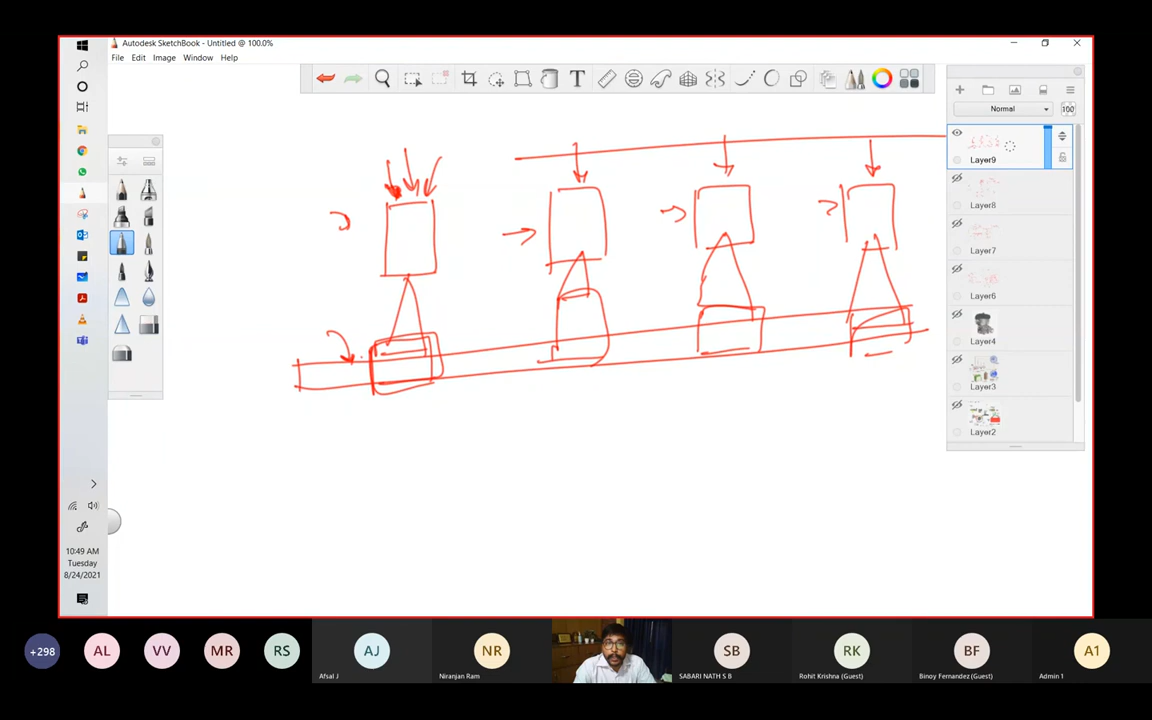 Autodesk SketchBook - Untitled @ 100.0%
File Edit Image Window Help
T
Normal
100
Layer9
Layer8
Layer7
Layer6
Layer4
Layer3
Layer2
10:49 AM
Tuesday
8/24/2021
+298
AL
VV
MR
RS
AJ
Afsal J
NR
Niranjan Ram
SB
SABARI NATH S B
RK
Rohit Krishna (Guest)
BF
Binoy Fernandez (Guest)
A1
Admin 1